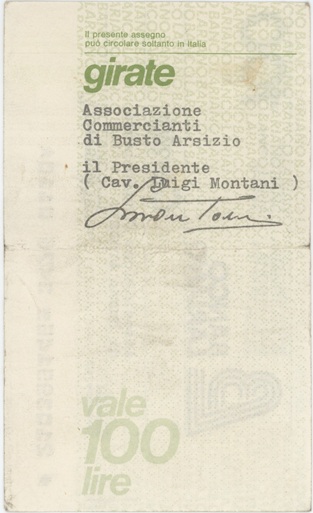 Il presente assegno
può circolare soltanto in Italia
girate
Associazione
Commercianti
di Busto Arsizio
il Presidente
( Cav. Luigi Montani )
vale
100
lire